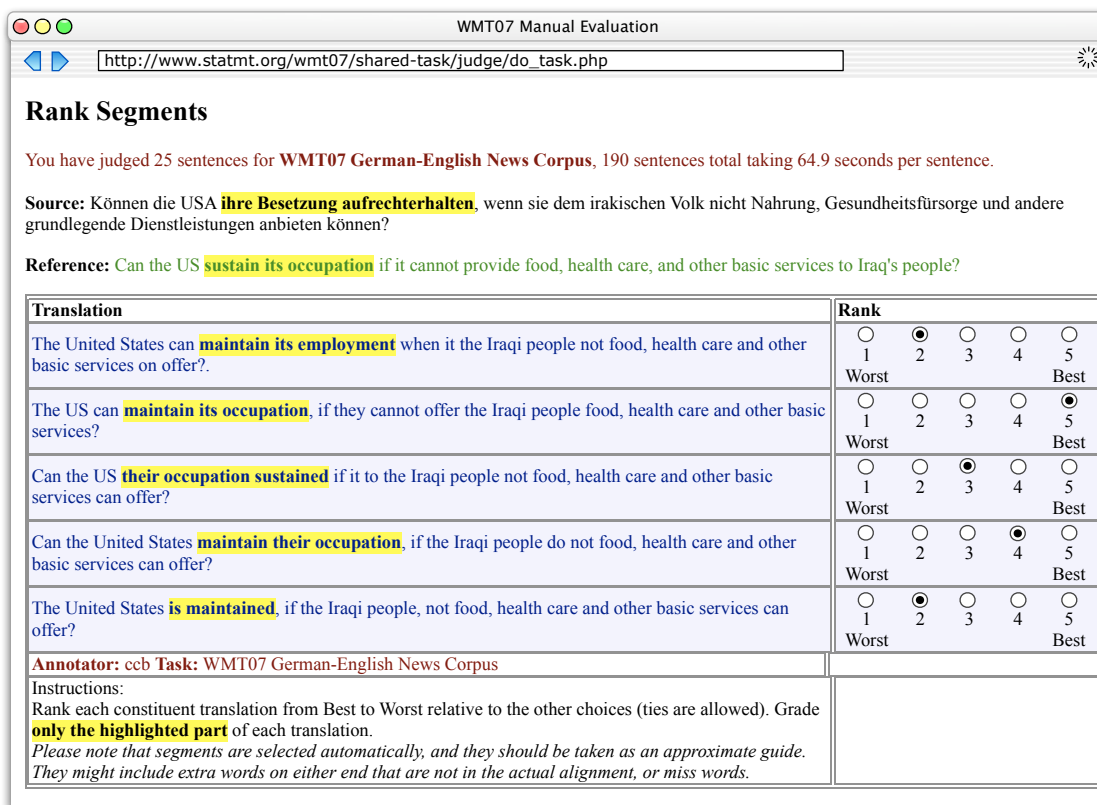 WMT07 Manual Evaluation
http://www.statmt.org/wmt07/shared-task/judge/do_task.php
Rank Segments
You have judged 25 sentences for WMT07 German-English News Corpus, 190 sentences total taking 64.9 seconds per sentence.
Source: Können die USA ihre Besetzung aufrechterhalten, wenn sie dem irakischen Volk nicht Nahrung, Gesundheitsfürsorge und andere
grundlegende Dienstleistungen anbieten können?
Reference: Can the US sustain its occupation if it cannot provide food, health care, and other basic services to Iraq's people?
Translation Rank
The United States can maintain its employment when it the Iraqi people not food, health care and other
basic services on offer?.
1 2 3 4 5
Worst Best
The US can maintain its occupation, if they cannot offer the Iraqi people food, health care and other basic
services?
1 2 3 4 5
Worst Best
Can the US their occupation sustained if it to the Iraqi people not food, health care and other basic
services can offer?
1 2 3 4 5
Worst Best
Can the United States maintain their occupation, if the Iraqi people do not food, health care and other
basic services can offer?
1 2 3 4 5
Worst Best
The United States is maintained, if the Iraqi people, not food, health care and other basic services can
offer?
1 2 3 4 5
Worst Best
Annotator: ccb Task: WMT07 German-English News Corpus
Instructions:
Rank each constituent translation from Best to Worst relative to the other choices (ties are allowed). Grade
only the highlighted part of each translation.
Please note that segments are selected automatically, and they should be taken as an approximate guide.
They might include extra words on either end that are not in the actual alignment, or miss words.